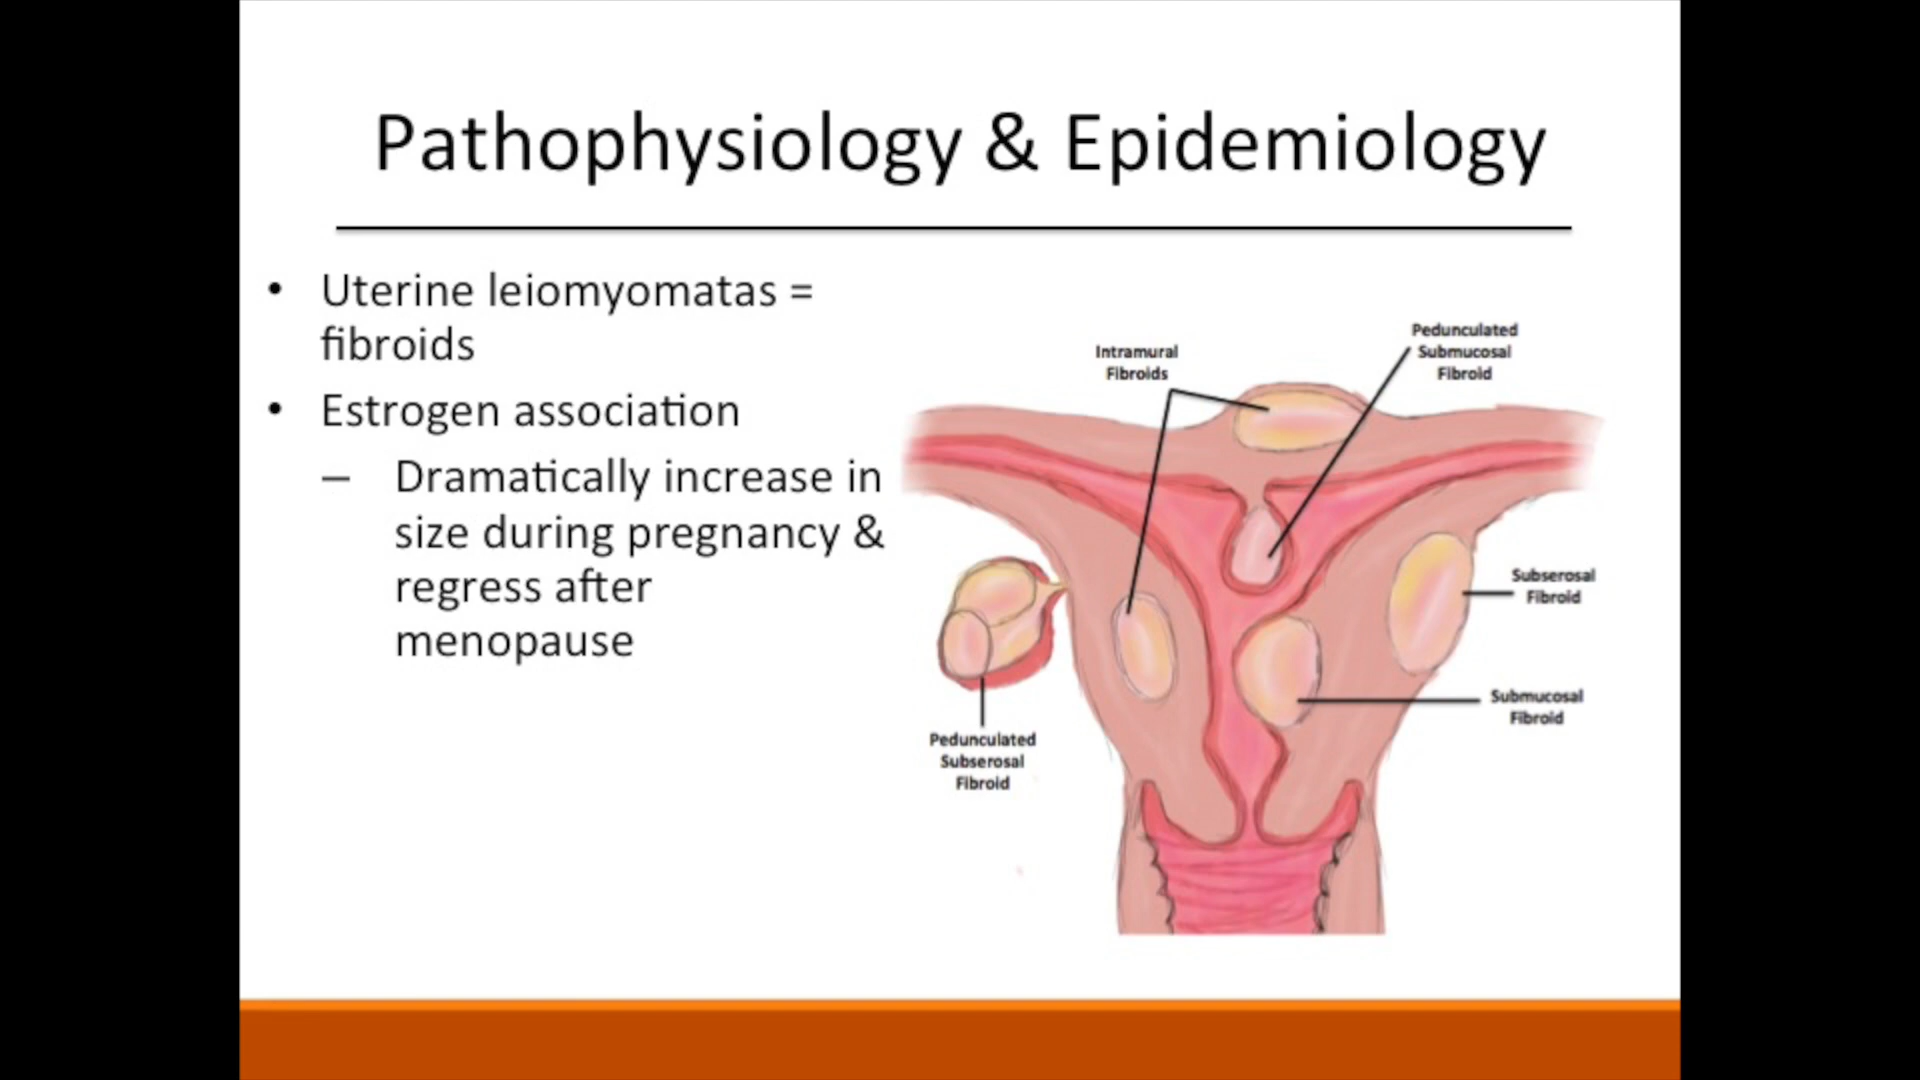 Pathophysiology & Epidemiology
• Uterine leiomyomatas =
fibroids
• Estrogen association
– Dramatically increase in
size during pregnancy &
regress after
menopause
Intramural
Fibroids
Pedunculated
Submucosal
Fibroid
Subserosal
Fibroid
Submucosal
Fibroid
Pedunculated
Subserosal
Fibroid